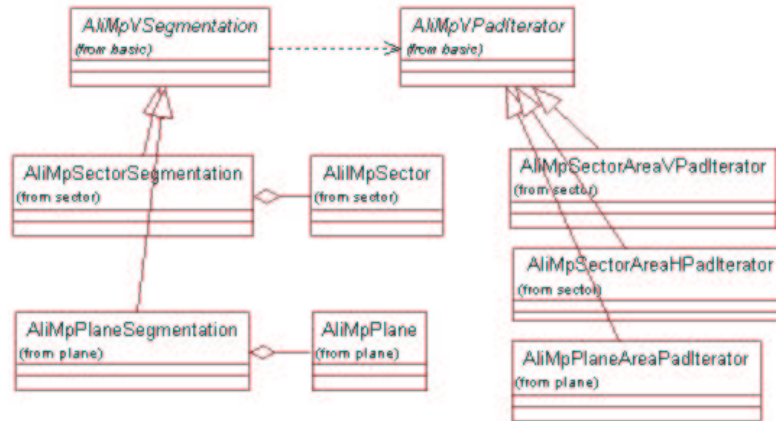 AliMpVSegmentation
(from basic)
AliMpVPadIterator
(from basic)
AliMpSectorSegmentation
(from sector)
AliIMpSector
(from sector)
AliMpSectorAreaVPadIterator
(from sector)
AliMpSectorAreaHPadIterator
(from sector)
AliMpPlaneSegmentation
(from plane)
AliMpPlane
(from plane)
AliMpPlaneAreaPadIterator
(from plane)